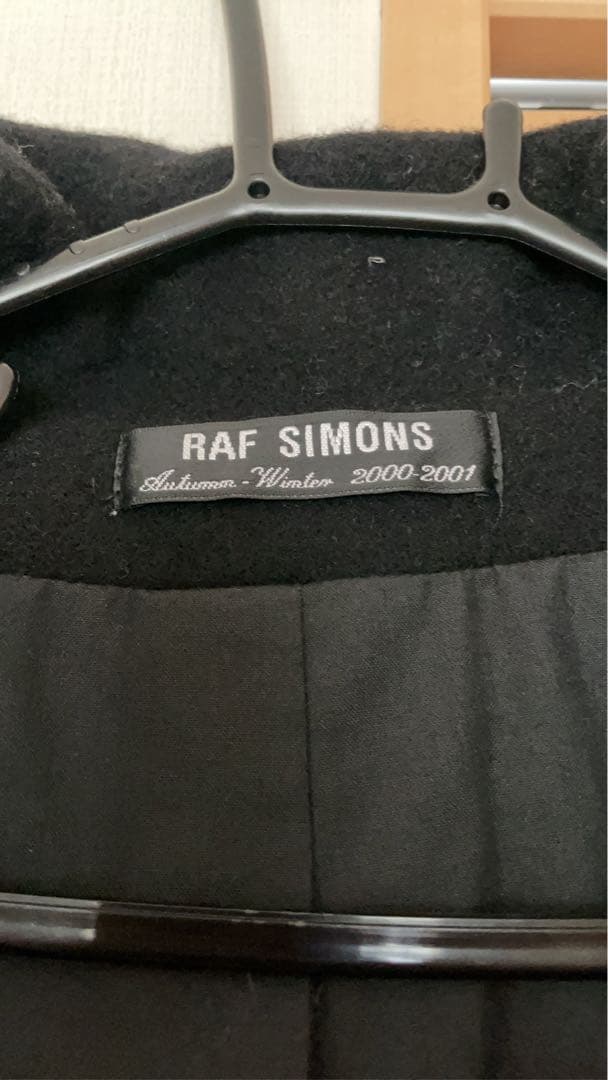 RAF SIMONS
Autumn - Winter 2000-2001